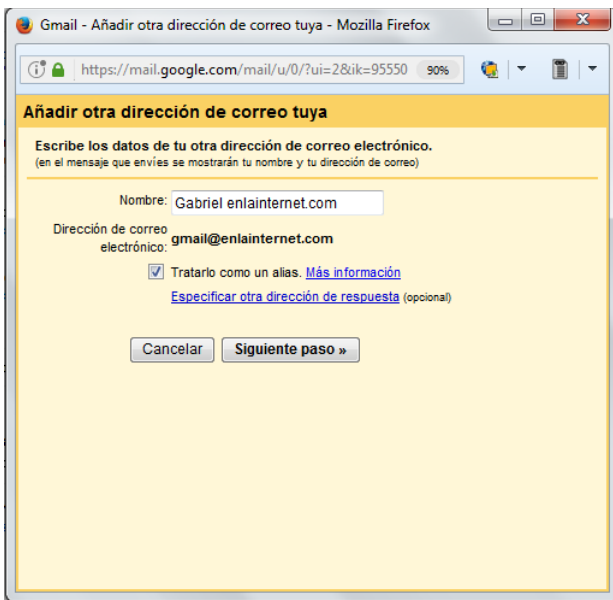 Gmail - Añadir otra dirección de correo tuya - Mozilla Firefox
https://mail.google.com/mail/u/0/?ui=2&ik=95550 90%
Añadir otra dirección de correo tuya
Escribe los datos de tu otra dirección de correo electrónico.
(en el mensaje que envíes se mostrarán tu nombre y tu dirección de correo)
Nombre: Gabriel enlainternet.com
Dirección de correo
electrónico: gmail@enlainternet.com
Tratarlo como un alias. Más información
Especificar otra dirección de respuesta (opcional)
Cancelar Siguiente paso »